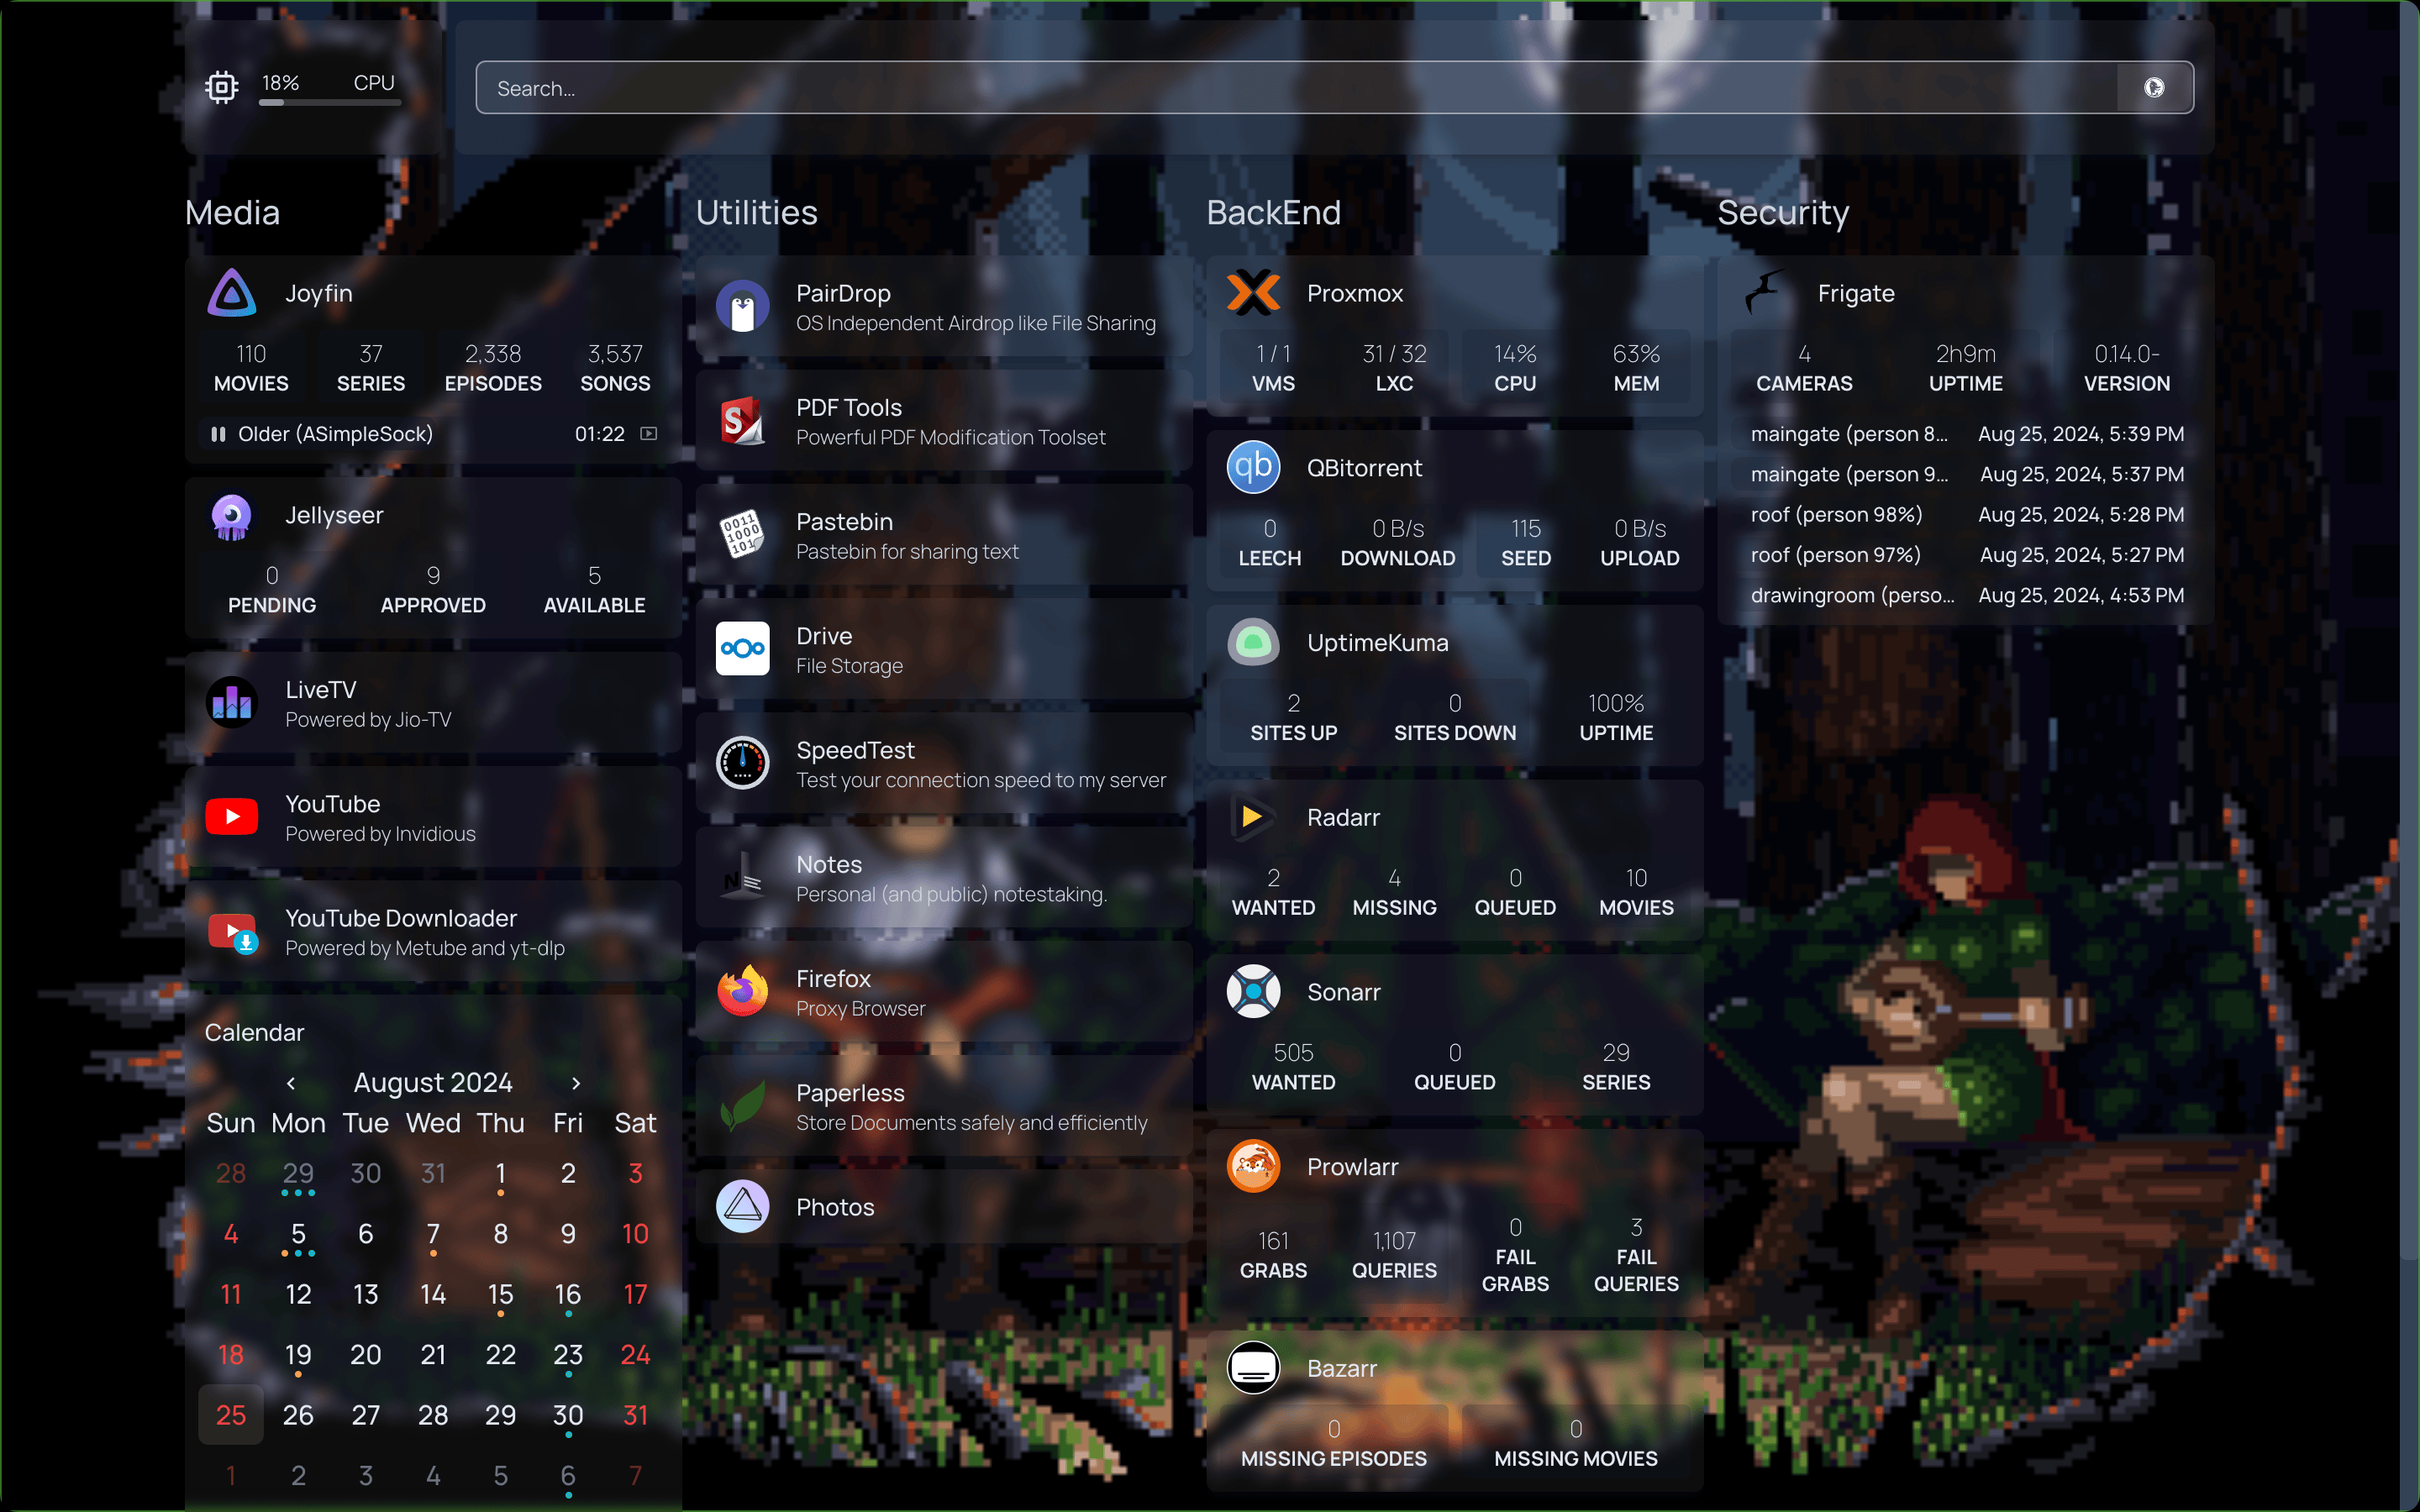 18% CPU
Search...
Media
Joyfin
110 37 2,338 3,537
MOVIES SERIES EPISODES SONGS
Older (ASimpleSock) 01:22
Jellyseer
0 9 5
PENDING APPROVED AVAILABLE
LiveTV
Powered by Jio-TV
YouTube
Powered by Invidious
YouTube Downloader
Powered by Metube and yt-dlp
Calendar
‹ August 2024 ›
Sun Mon Tue Wed Thu Fri Sat
28 29 30 31 1 2 3
4 5 6 7 8 9 10
11 12 13 14 15 16 17
18 19 20 21 22 23 24
25 26 27 28 29 30 31
1 2 3 4 5 6 7
Utilities
PairDrop
OS Independent Airdrop like File Sharing
S
PDF Tools
Powerful PDF Modification Toolset
0011
1000
101
Pastebin
Pastebin for sharing text
Drive
File Storage
SpeedTest
Test your connection speed to my server
N
Notes
Personal (and public) notestaking.
Firefox
Proxy Browser
Paperless
Store Documents safely and efficiently
Photos
BackEnd
Proxmox
1 / 1 31 / 32 14% 63%
VMS LXC CPU MEM
qb
QBitorrent
0 0 B/s 115 0 B/s
LEECH DOWNLOAD SEED UPLOAD
UptimeKuma
2 0 100%
SITES UP SITES DOWN UPTIME
Radarr
2 4 0 10
WANTED MISSING QUEUED MOVIES
Sonarr
505 0 29
WANTED QUEUED SERIES
Prowlarr
161 1,107 0 3
GRABS QUERIES FAIL GRABS FAIL QUERIES
Bazarr
0 0
MISSING EPISODES MISSING MOVIES
Security
Frigate
4 2h9m 0.14.0-
CAMERAS UPTIME VERSION
maingate (person 8... Aug 25, 2024, 5:39 PM
maingate (person 9... Aug 25, 2024, 5:37 PM
roof (person 98%) Aug 25, 2024, 5:28 PM
roof (person 97%) Aug 25, 2024, 5:27 PM
drawingroom (perso... Aug 25, 2024, 4:53 PM